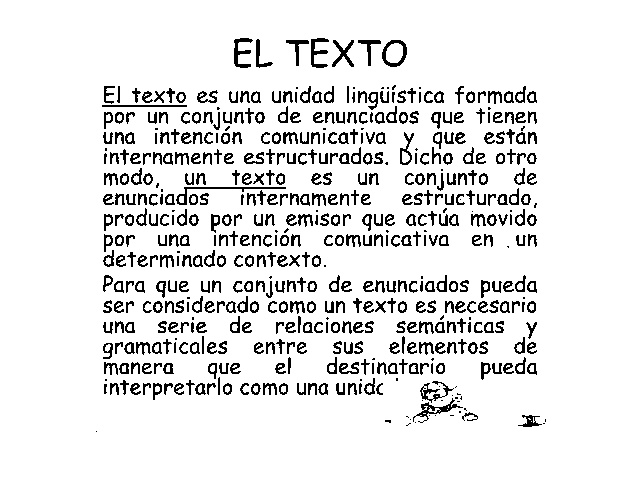 EL TEXTO
El texto es una unidad lingüística formada
por un conjunto de enunciados que tienen
una intención comunicativa y que están
internamente estructurados. Dicho de otro
modo, un texto es un conjunto de
enunciados internamente estructurado,
producido por un emisor que actúa movido
por una intención comunicativa en un
determinado contexto.
Para que un conjunto de enunciados pueda
ser considerado como un texto es necesario
una serie de relaciones semánticas y
gramaticales entre sus elementos de
manera que el destinatario pueda
interpretarlo como una